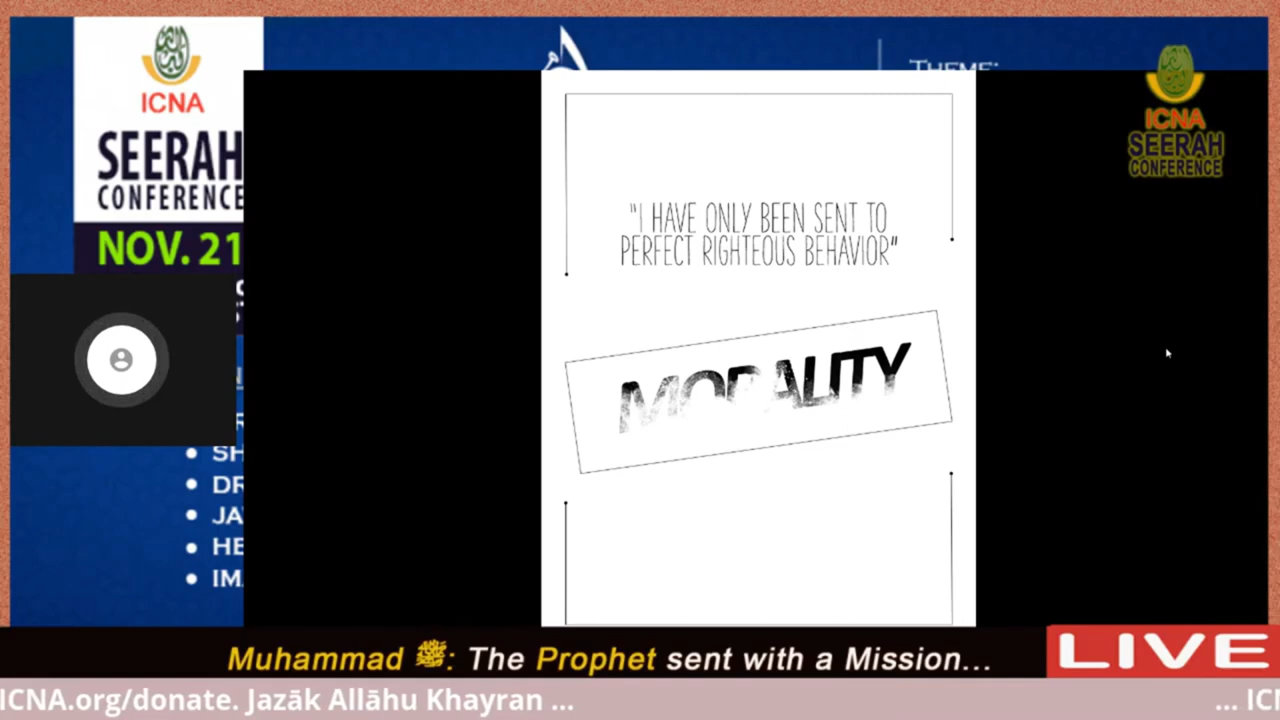 ICNA
SEERAH
CONFERENCE
NOV. 21
THEME:
ICNA
SEERAH
CONFERENCE
"I HAVE ONLY BEEN SENT TO
PERFECT RIGHTEOUS BEHAVIOR"
MORALITY
SH
DR
JA
HE
IM
Muhammad ﷺ: The Prophet sent with a Mission...
LIVE
ICNA.org/donate. Jazāk Allāhu Khayran ... ... ICN